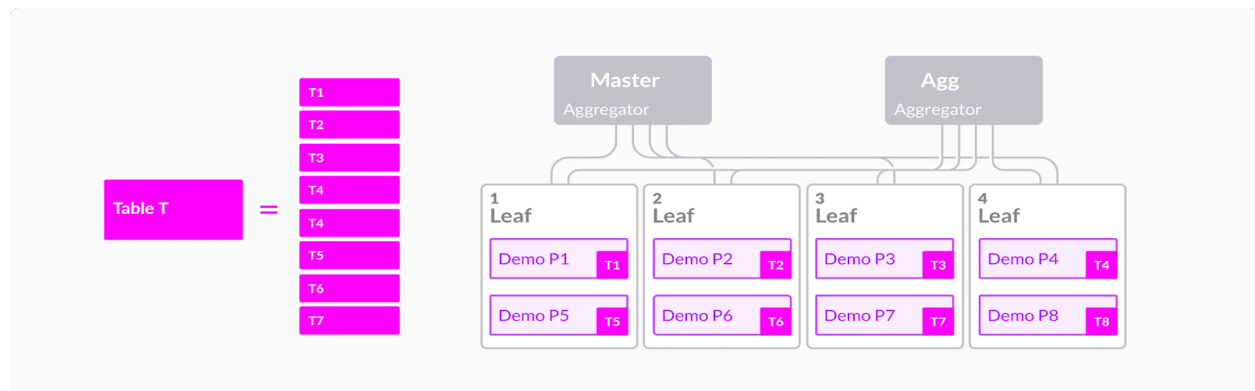 Table T
=
T1
T2
T3
T4
T4
T5
T6
T7
Master
Aggregator
Agg
Aggregator
1
Leaf
Demo P1 T1
Demo P5 T5
2
Leaf
Demo P2 T2
Demo P6 T6
3
Leaf
Demo P3 T3
Demo P7 T7
4
Leaf
Demo P4 T4
Demo P8 T8